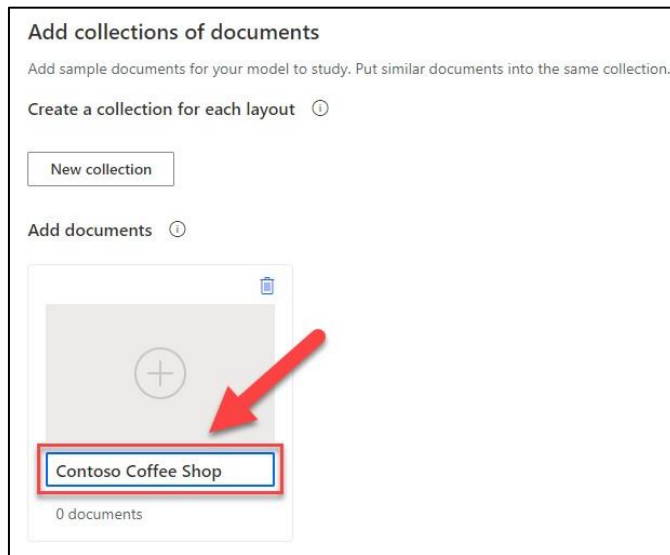 Add collections of documents
Add sample documents for your model to study. Put similar documents into the same collection.
Create a collection for each layout
New collection
Add documents
Contoso Coffee Shop
0 documents